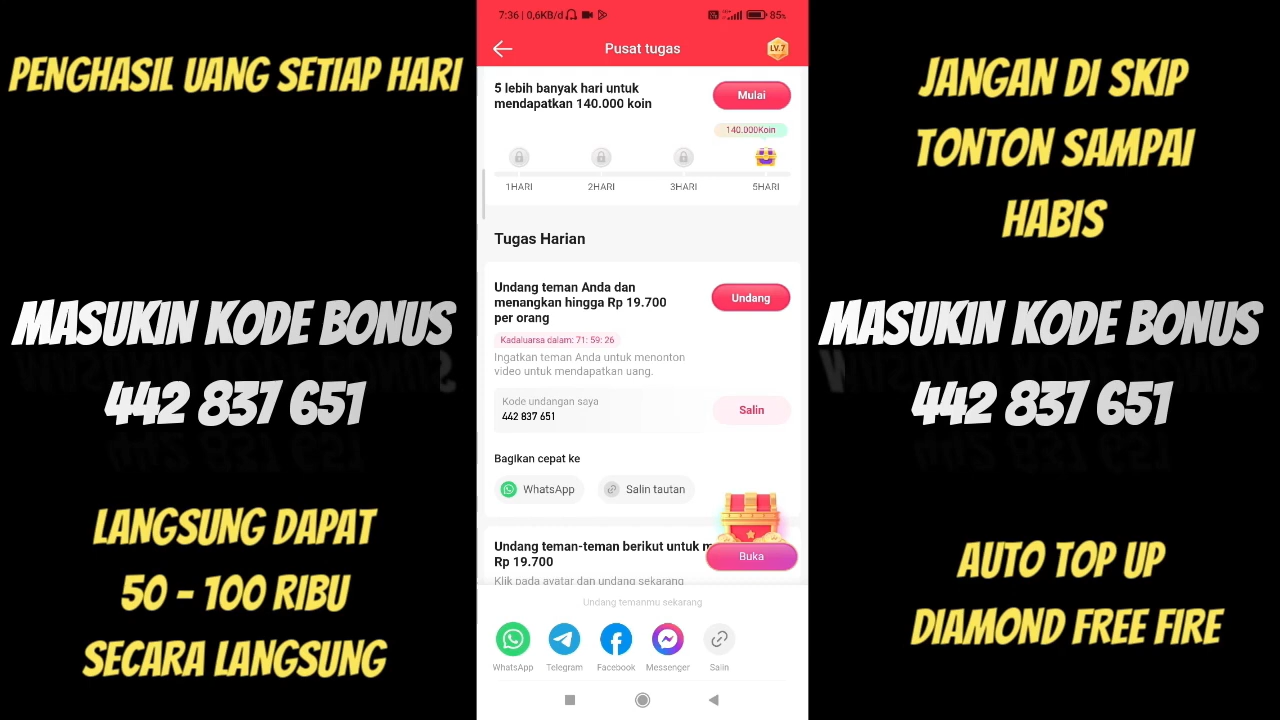 PENGHASIL UANG SETIAP HARI
MASUKIN KODE BONUS
442 837 651
LANGSUNG DAPAT
50 - 100 RIBU
SECARA LANGSUNG
7:36 | 0,6KB/d
85%
Pusat tugas
LV.7
5 lebih banyak hari untuk
mendapatkan 140.000 koin
Mulai
140.000Koin
1HARI
2HARI
3HARI
5HARI
Tugas Harian
Undang teman Anda dan
menangkan hingga Rp 19.700
per orang
Undang
Kadaluarsa dalam: 71: 59: 26
Ingatkan teman Anda untuk menonton
video untuk mendapatkan uang.
Kode undangan saya
442 837 651
Salin
Bagikan cepat ke
WhatsApp
Salin tautan
Undang teman-teman berikut untuk m
Rp 19.700
Buka
Klik pada avatar dan undang sekarang
Undang temanmu sekarang
WhatsApp
Telegram
Facebook
Messenger
Salin
JANGAN DI SKIP
TONTON SAMPAI
HABIS
MASUKIN KODE BONUS
442 837 651
AUTO TOP UP
DIAMOND FREE FIRE